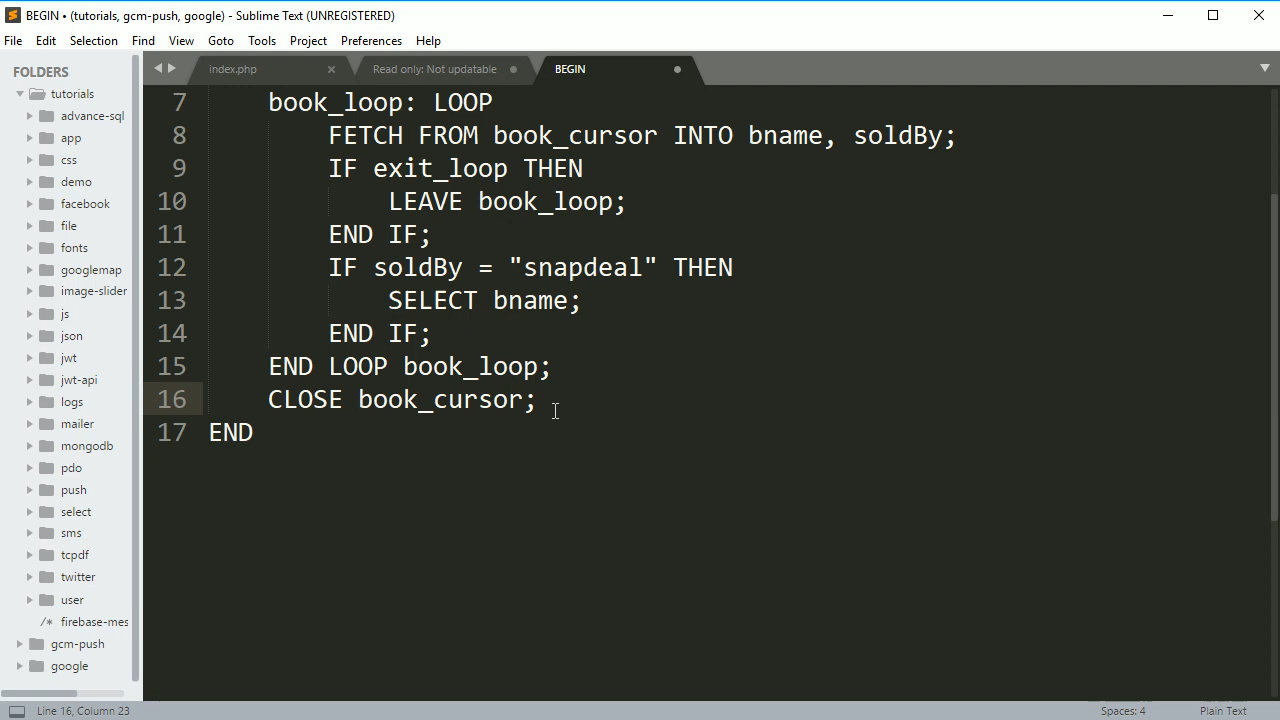 BEGIN • (tutorials, gcm-push, google) - Sublime Text (UNREGISTERED)
File Edit Selection Find View Goto Tools Project Preferences Help
FOLDERS
tutorials
advance-sql
app
css
demo
facebook
file
fonts
googlemap
image-slider
js
json
jwt
jwt-api
logs
mailer
mongodb
pdo
push
select
sms
tcpdf
twitter
user
/* firebase-mes
gcm-push
google
index.php
Read only: Not updatable
BEGIN
7 book_loop: LOOP
8 FETCH FROM book_cursor INTO bname, soldBy;
9 IF exit_loop THEN
10 LEAVE book_loop;
11 END IF;
12 IF soldBy = "snapdeal" THEN
13 SELECT bname;
14 END IF;
15 END LOOP book_loop;
16 CLOSE book_cursor;
17 END
Line 16, Column 23
Spaces: 4
Plain Text